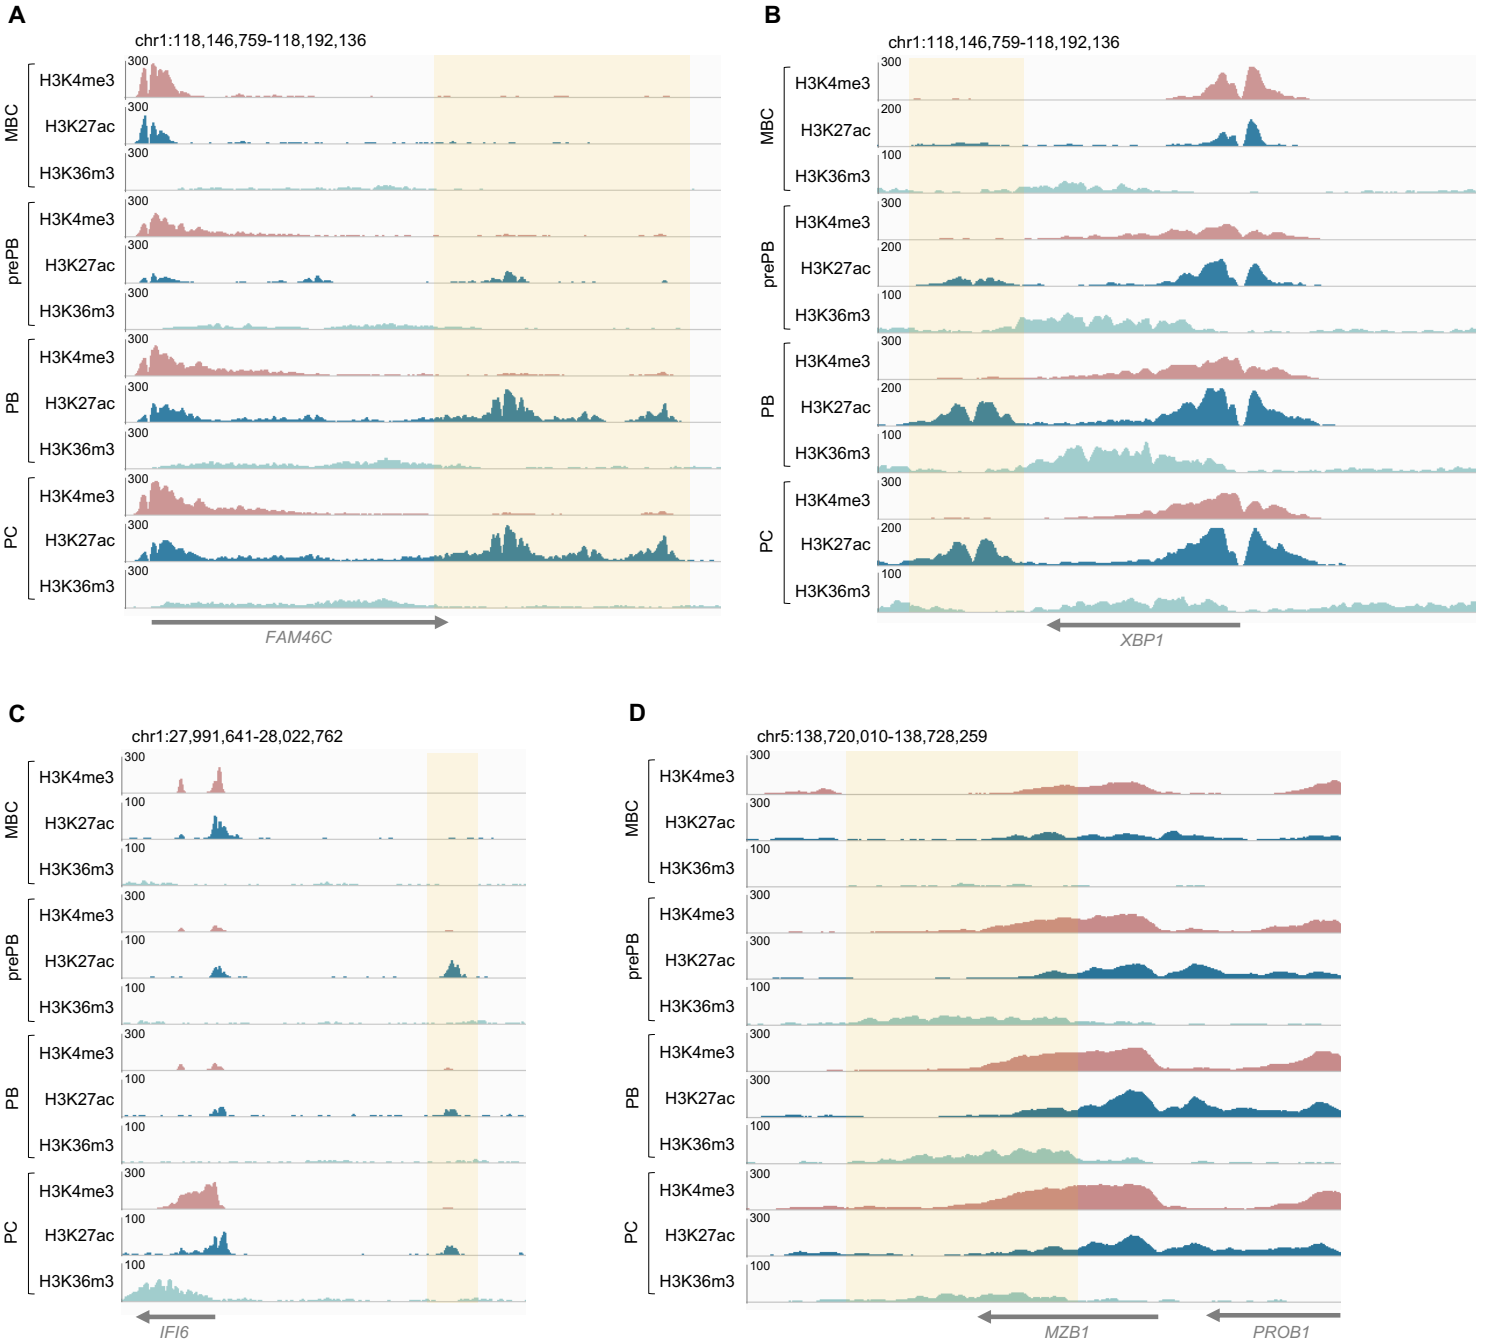 A
chr1:118,146,759-118,192,136
MBC
H3K4me3
300
H3K27ac
300
H3K36m3
300
prePB
H3K4me3
300
H3K27ac
300
H3K36m3
300
PB
H3K4me3
300
H3K27ac
300
H3K36m3
300
PC
H3K4me3
300
H3K27ac
300
H3K36m3
300
FAM46C
B
chr1:118,146,759-118,192,136
MBC
H3K4me3
300
H3K27ac
200
H3K36m3
100
prePB
H3K4me3
300
H3K27ac
200
H3K36m3
100
PB
H3K4me3
300
H3K27ac
200
H3K36m3
100
PC
H3K4me3
300
H3K27ac
200
H3K36m3
100
XBP1
C
chr1:27,991,641-28,022,762
MBC
H3K4me3
300
H3K27ac
100
H3K36m3
100
prePB
H3K4me3
300
H3K27ac
100
H3K36m3
100
PB
H3K4me3
300
H3K27ac
100
H3K36m3
100
PC
H3K4me3
300
H3K27ac
100
H3K36m3
100
IFI6
D
chr5:138,720,010-138,728,259
MBC
H3K4me3
300
H3K27ac
300
H3K36m3
100
prePB
H3K4me3
300
H3K27ac
300
H3K36m3
100
PB
H3K4me3
300
H3K27ac
300
H3K36m3
100
PC
H3K4me3
300
H3K27ac
300
H3K36m3
100
MZB1
PROB1